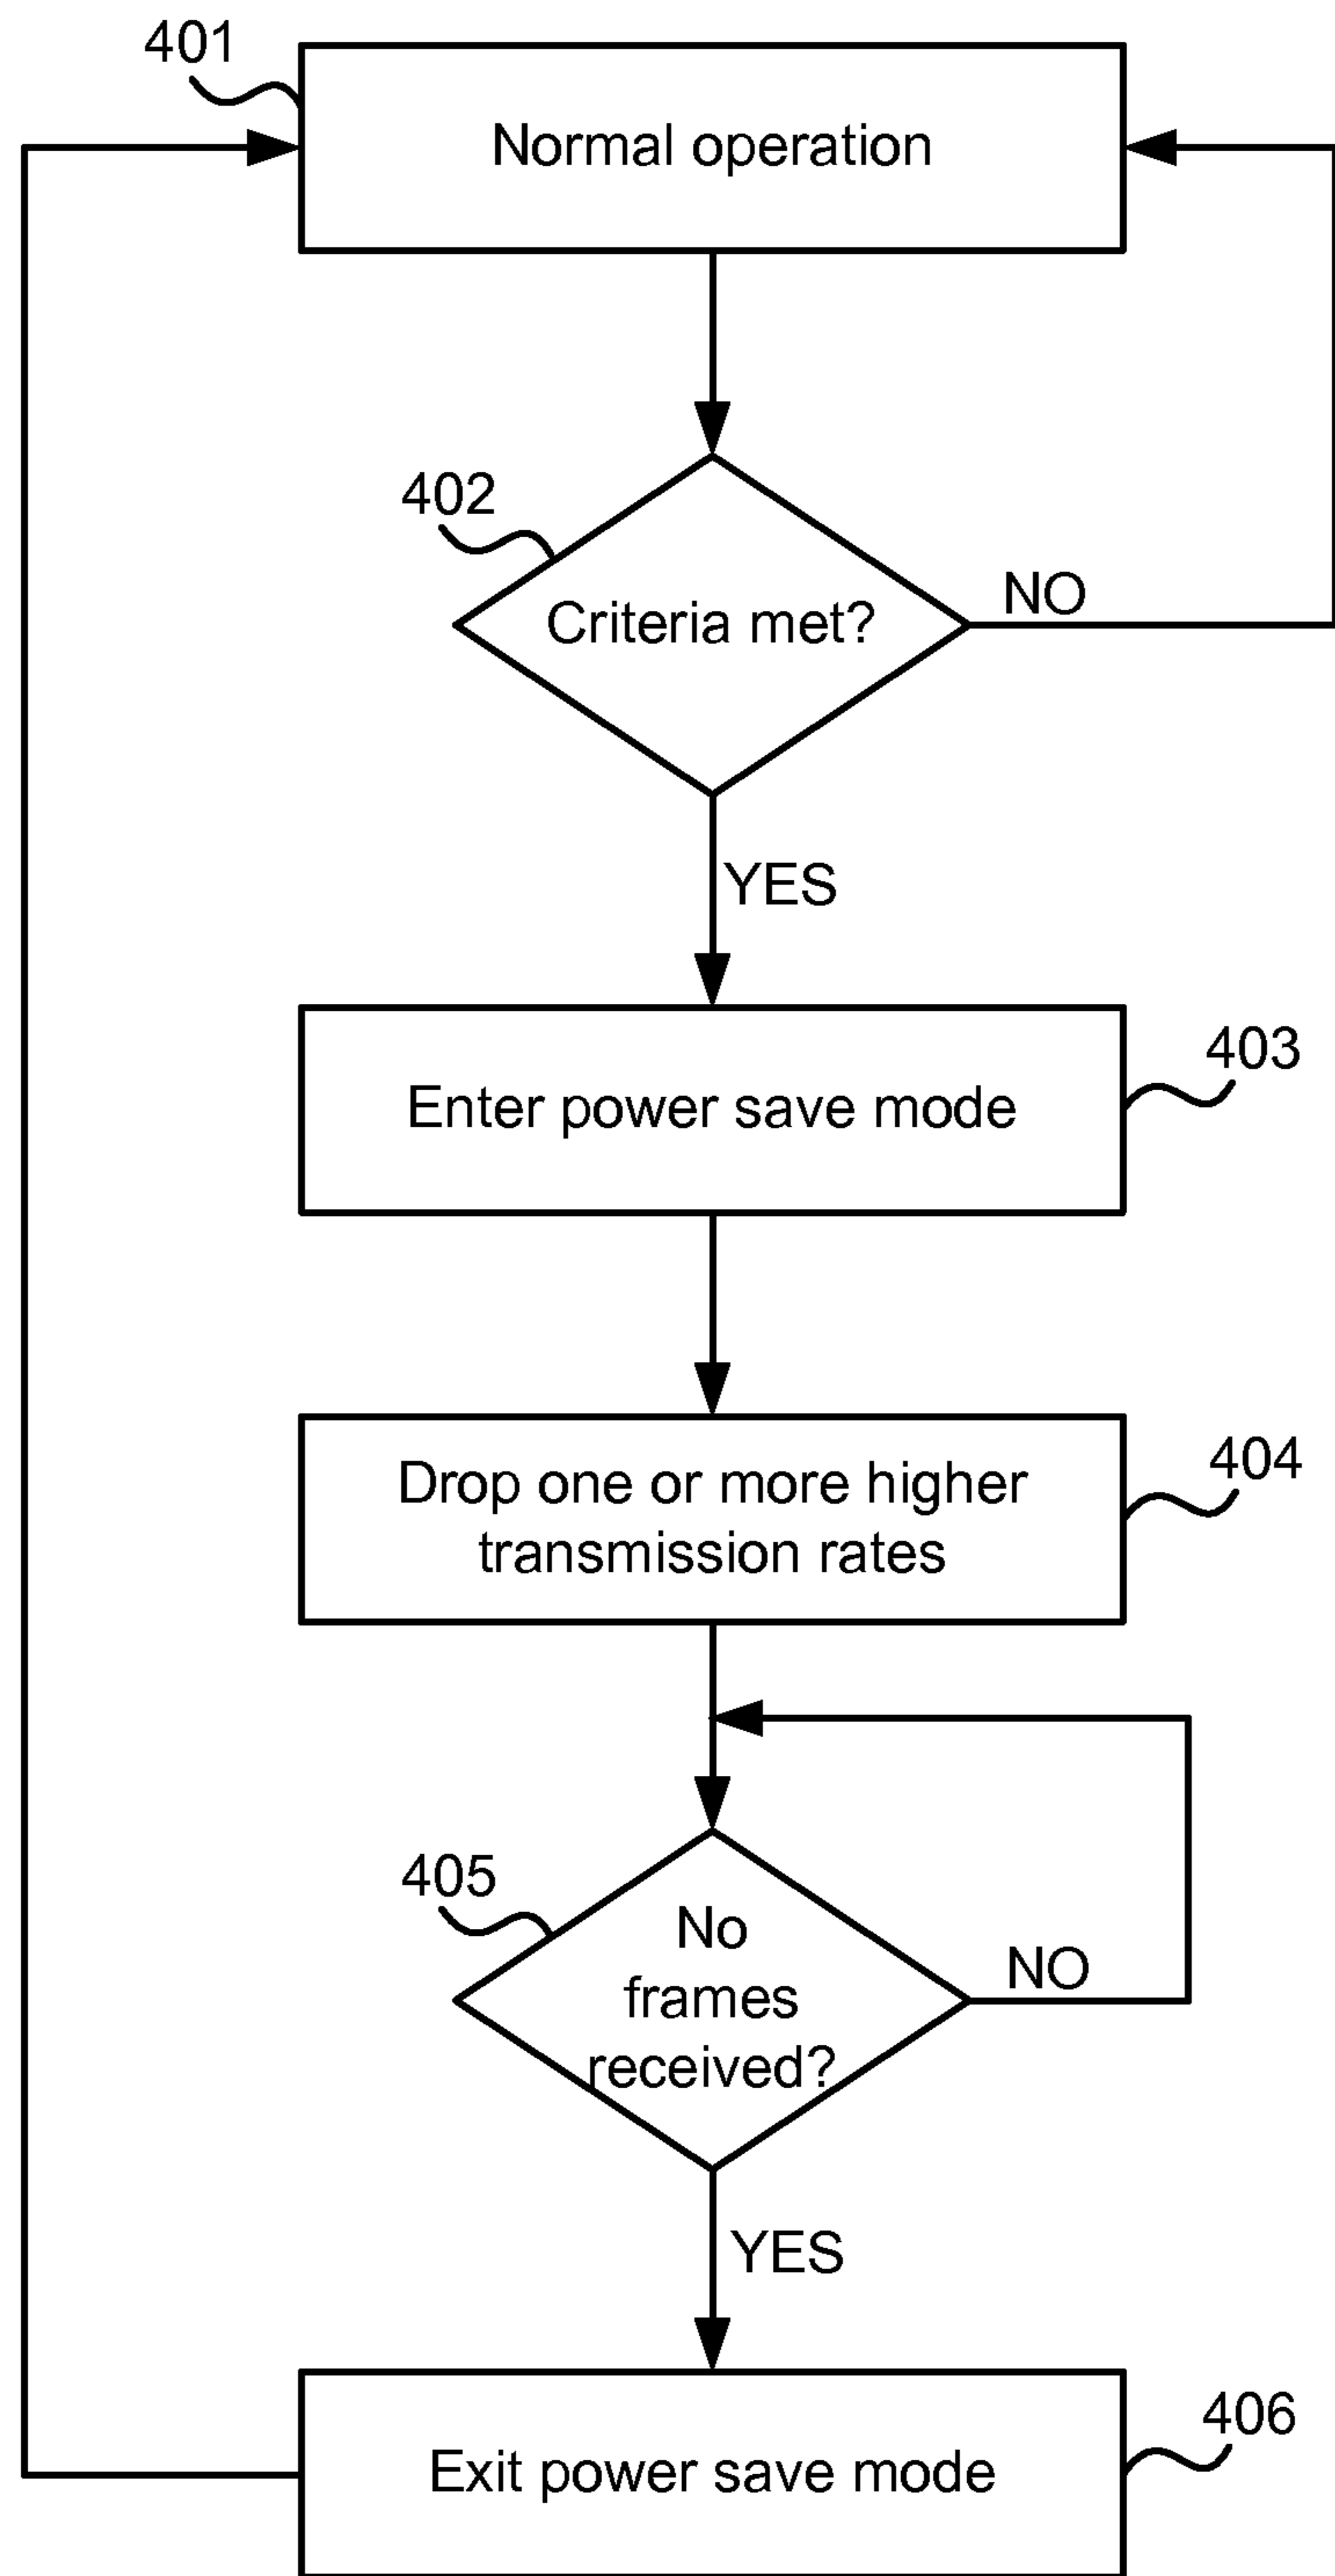 401
Normal operation
402
Criteria met?
NO
YES
403
Enter power save mode
404
Drop one or more higher
transmission rates
405
No
frames
received?
NO
YES
406
Exit power save mode